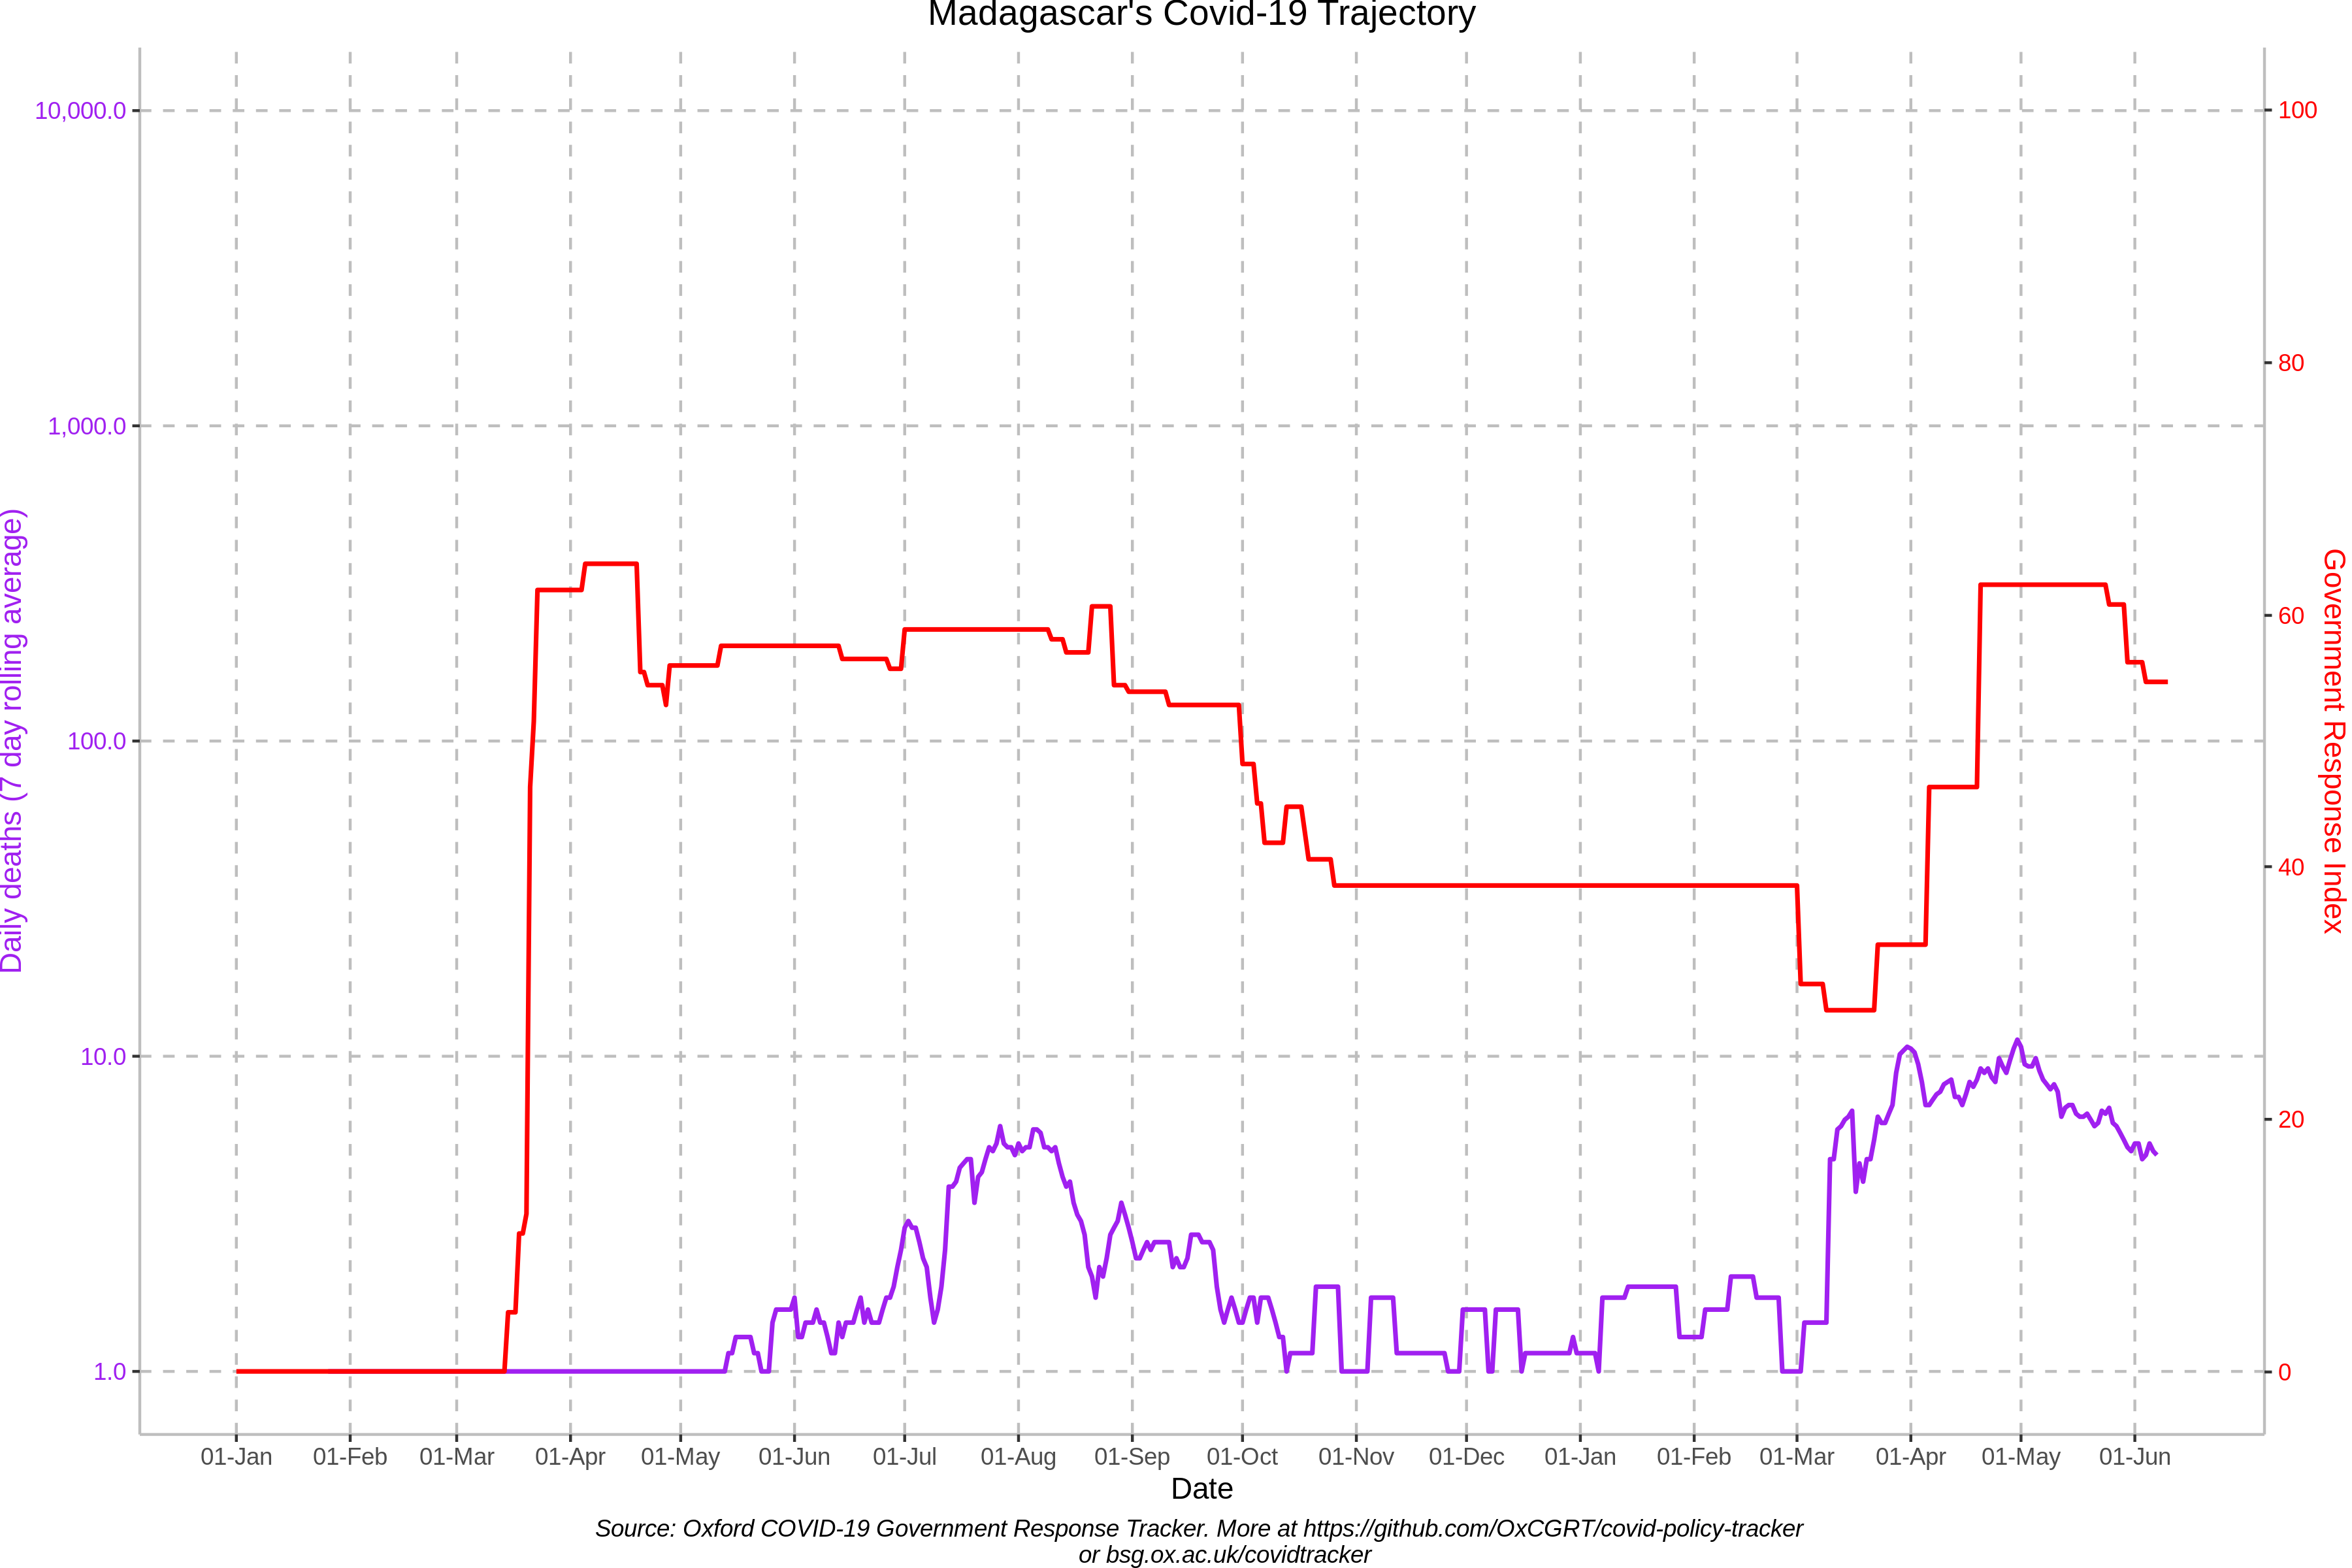 Madagascar's Covid-19 Trajectory
10,000.0
1,000.0
100.0
10.0
1.0
Daily deaths (7 day rolling average)
100
80
60
40
20
0
Government Response Index
01-Jan 01-Feb 01-Mar 01-Apr 01-May 01-Jun 01-Jul 01-Aug 01-Sep 01-Oct 01-Nov 01-Dec 01-Jan 01-Feb 01-Mar 01-Apr 01-May 01-Jun
Date
Source: Oxford COVID-19 Government Response Tracker. More at https://github.com/OxCGRT/covid-policy-tracker
or bsg.ox.ac.uk/covidtracker